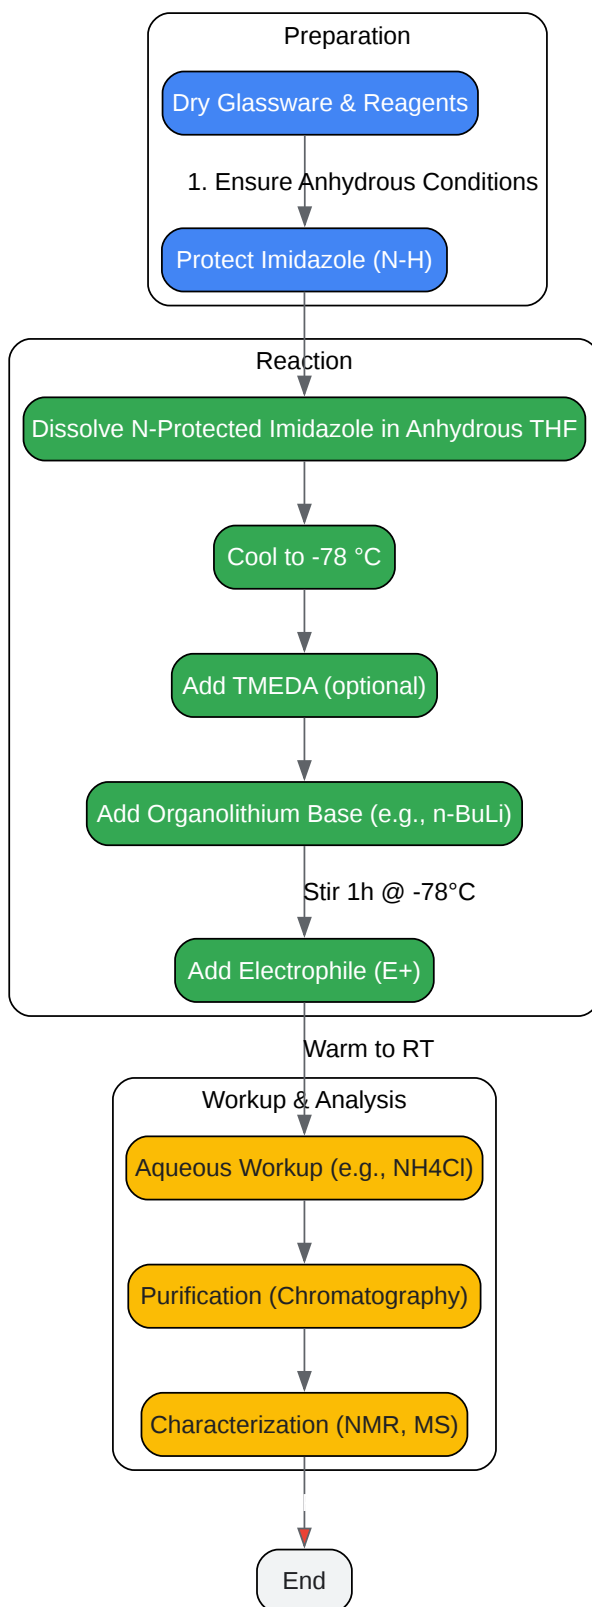 Preparation
Dry Glassware & Reagents
1. Ensure Anhydrous Conditions
Protect Imidazole (N-H)
Reaction
Dissolve N-Protected Imidazole in Anhydrous THF
Cool to -78 °C
Add TMEDA (optional)
Add Organolithium Base (e.g., n-BuLi)
Stir 1h @ -78°C
Add Electrophile (E+)
Warm to RT
Workup & Analysis
Aqueous Workup (e.g., NH4Cl)
Purification (Chromatography)
Characterization (NMR, MS)
End